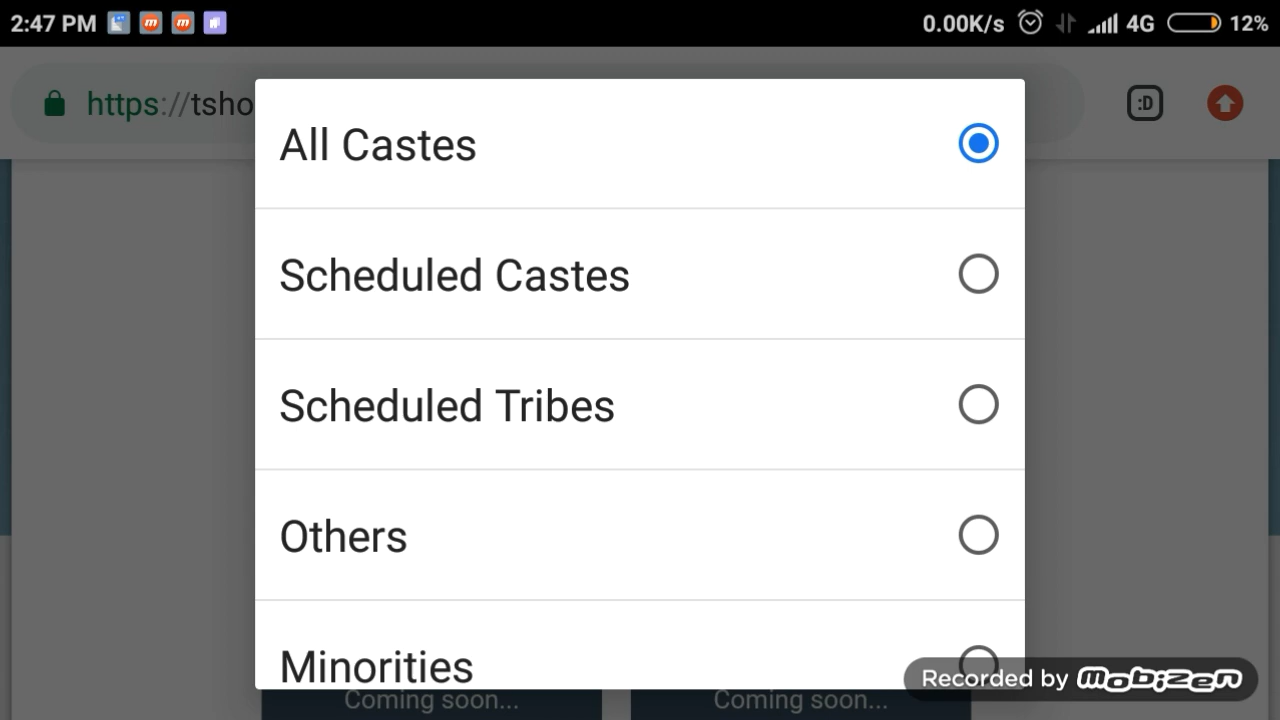 2:47 PM
0.00K/s 4G 12%
https://tsho
:D
All Castes
Scheduled Castes
Scheduled Tribes
Others
Minorities
Coming soon... Coming soon...
Recorded by mobizen